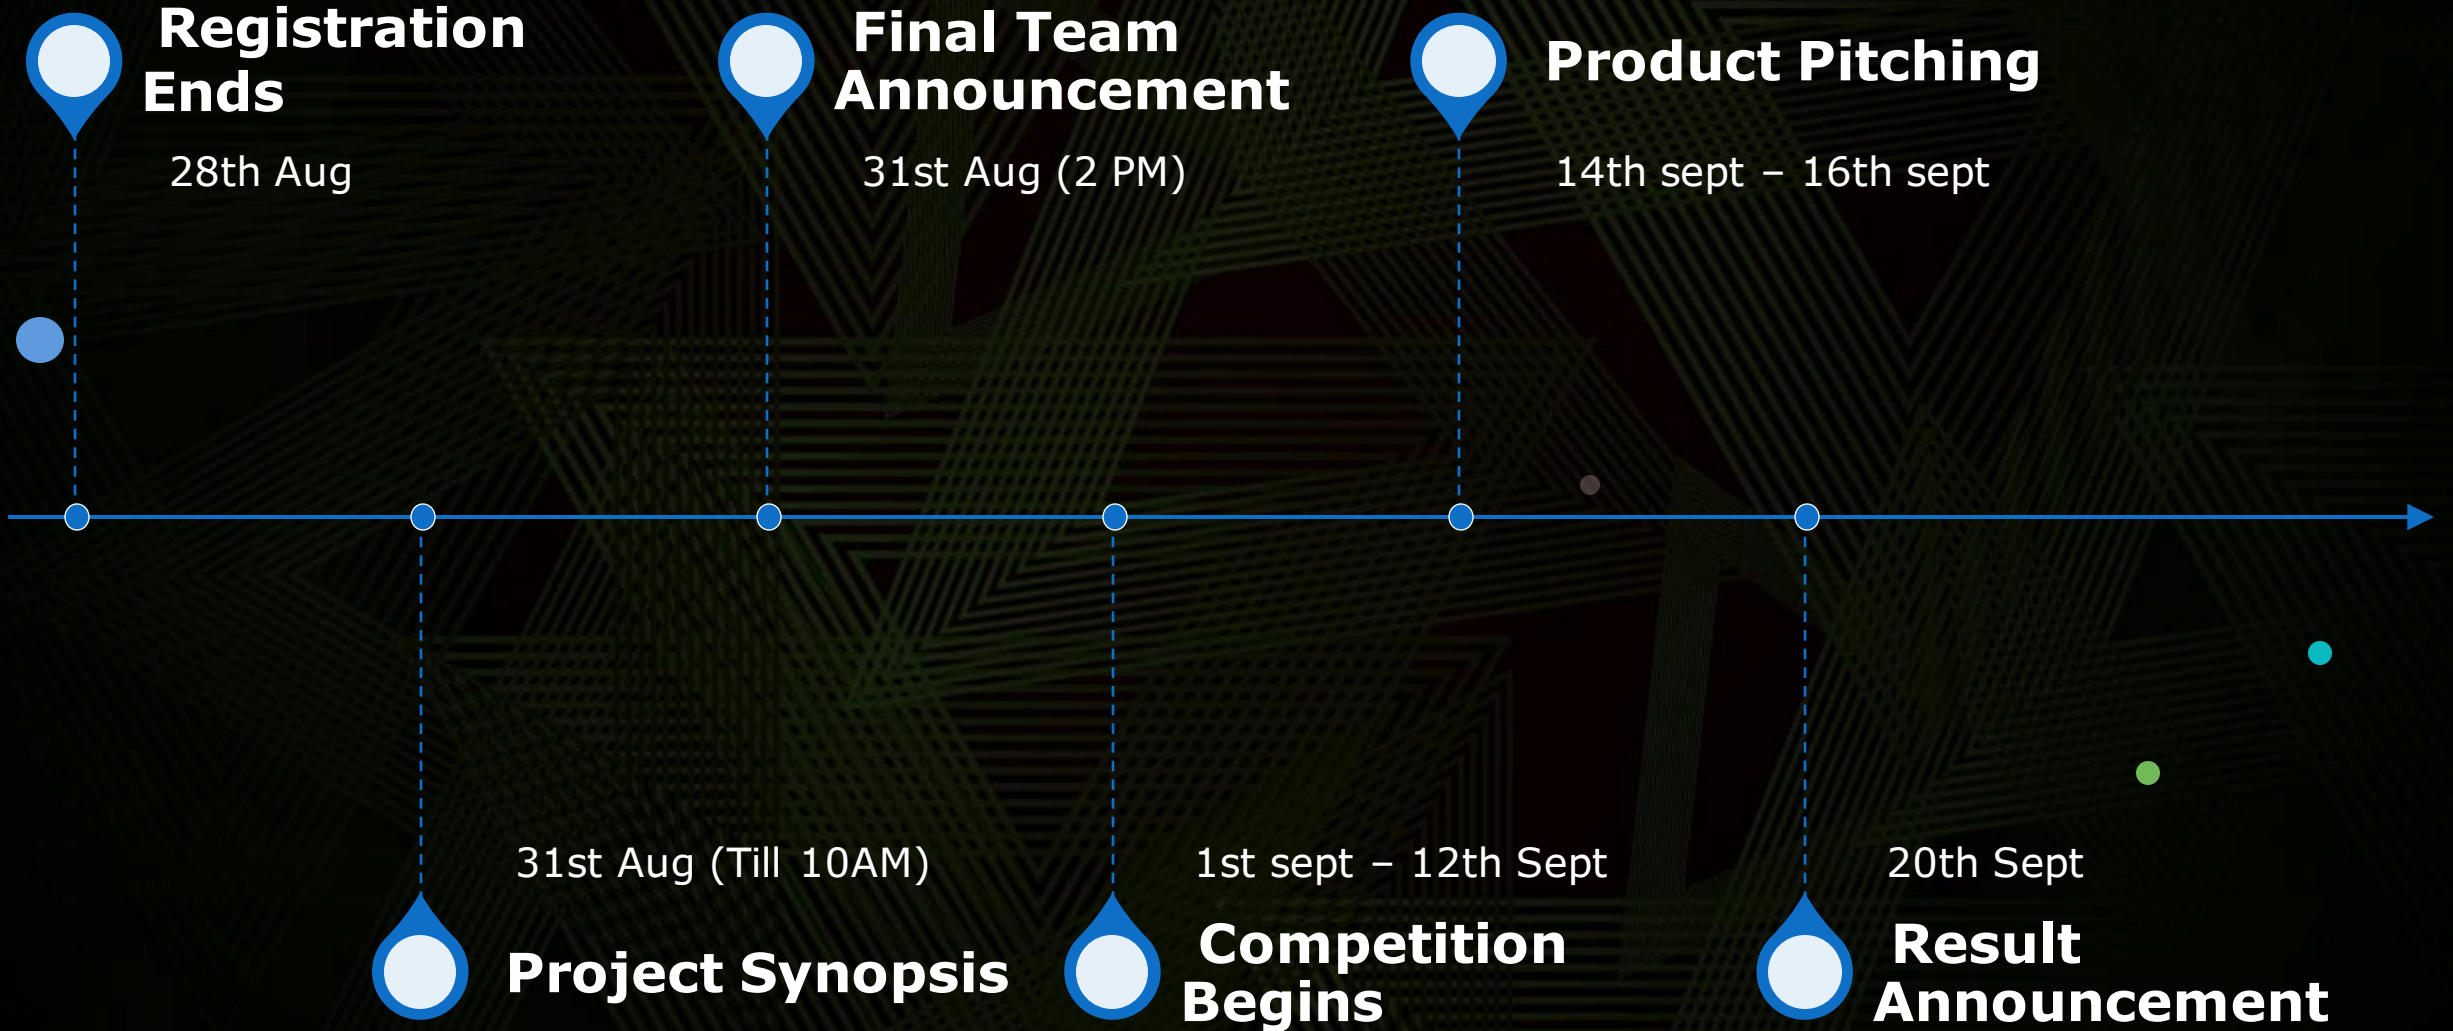 Registration
Ends
28th Aug
Final Team
Announcement
31st Aug (2 PM)
Product Pitching
14th sept – 16th sept
31st Aug (Till 10AM)
Project Synopsis
1st sept – 12th Sept
Competition
Begins
20th Sept
Result
Announcement